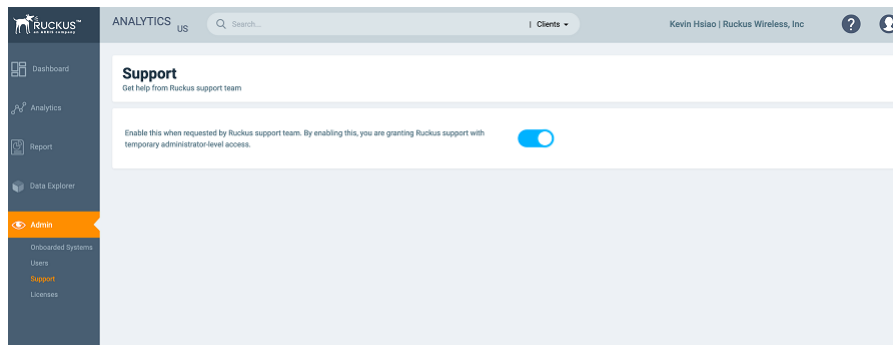 RUCKUS™
an ARRIS company
ANALYTICS US
Search...
| Clients
Kevin Hsiao | Ruckus Wireless, Inc
?
Dashboard
Analytics
Report
Data Explorer
Admin
Onboarded Systems
Users
Support
Licenses
Support
Get help from Ruckus support team
Enable this when requested by Ruckus support team. By enabling this, you are granting Ruckus support with
temporary administrator-level access.